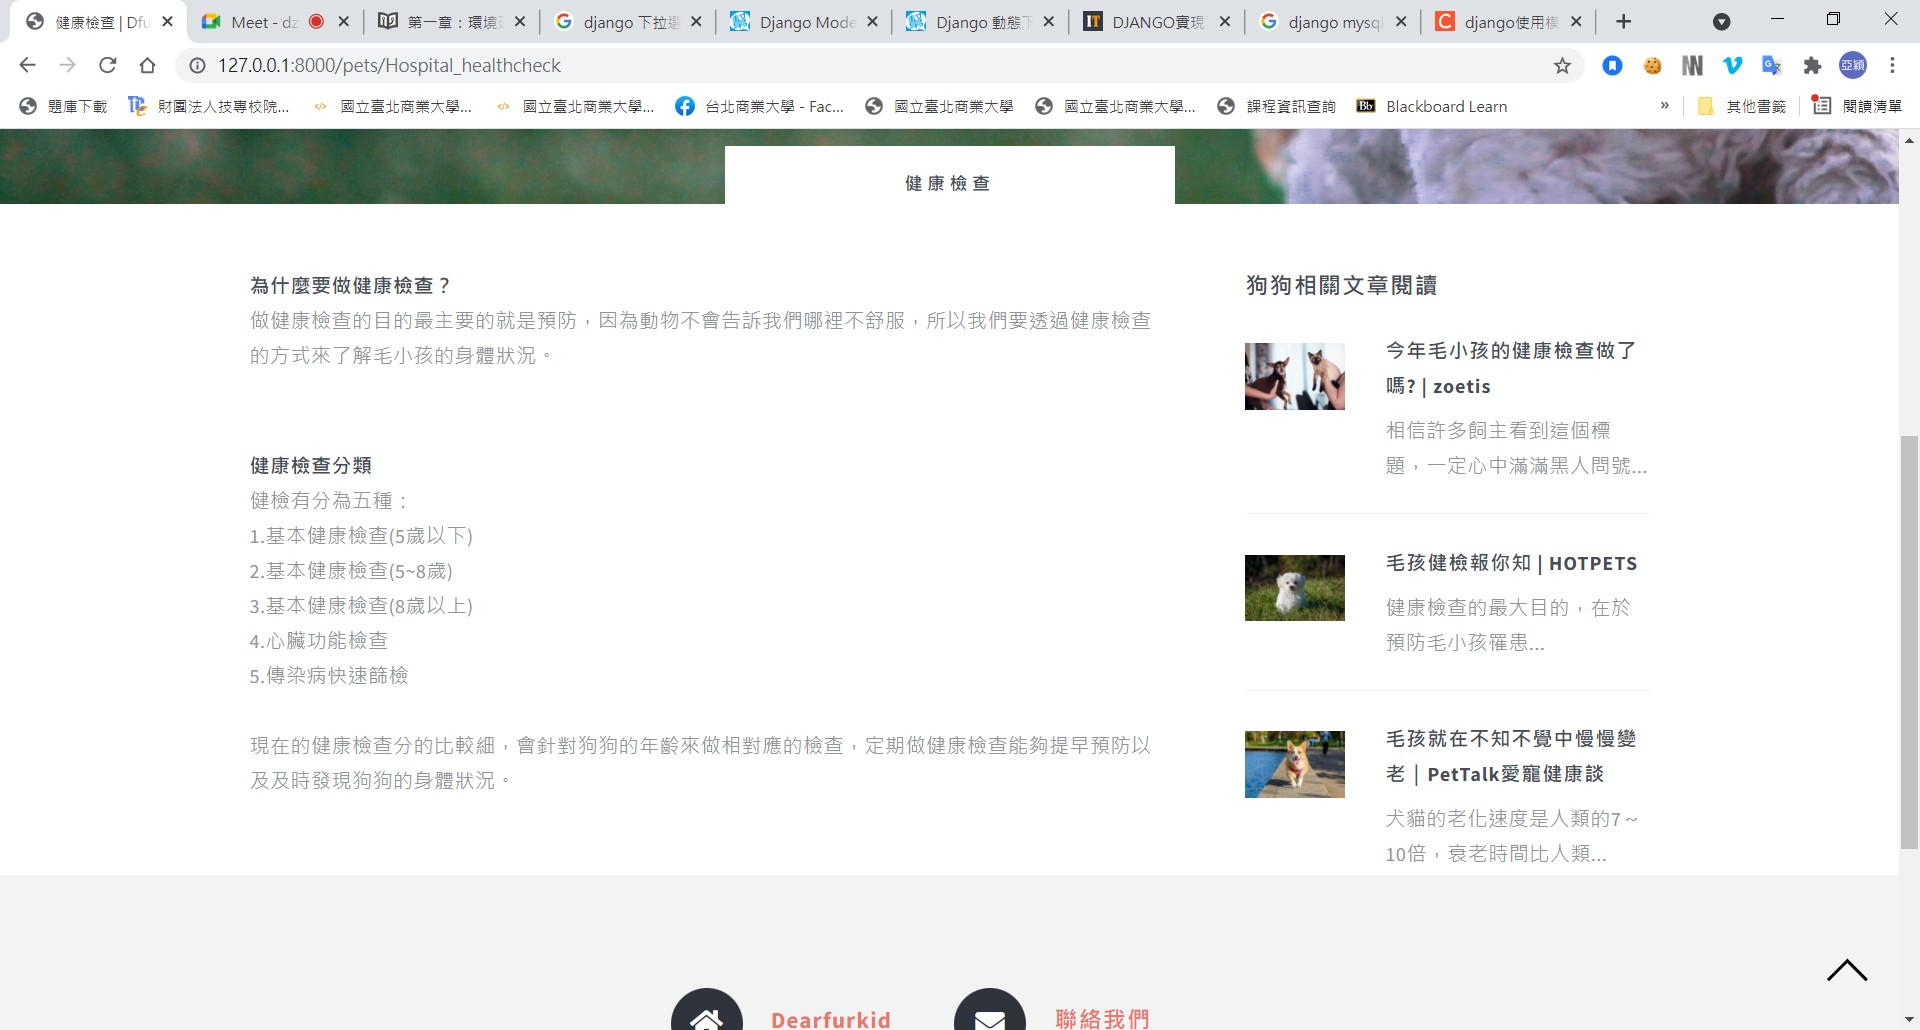 健康檢查 | Dfu
Meet - dz
第一章：環境
django 下拉選
Django Mode
Django 動態下
DJANGO實現
django mysql
django使用模
127.0.0.1:8000/pets/Hospital_healthcheck
亞穎
題庫下載
財團法人技專校院...
國立臺北商業大學...
國立臺北商業大學...
台北商業大學 - Fac...
國立臺北商業大學
國立臺北商業大學...
課程資訊查詢
Bb
Blackboard Learn
»
其他書籤
閱讀清單
健康檢查
為什麼要做健康檢查？
做健康檢查的目的最主要的就是預防，因為動物不會告訴我們哪裡不舒服，所以我們要透過健康檢查
的方式來了解毛小孩的身體狀況。
健康檢查分類
健檢有分為五種：
1.基本健康檢查(5歲以下)
2.基本健康檢查(5~8歲)
3.基本健康檢查(8歲以上)
4.心臟功能檢查
5.傳染病快速篩檢
現在的健康檢查分的比較細，會針對狗狗的年齡來做相對應的檢查，定期做健康檢查能夠提早預防以
及及時發現狗狗的身體狀況。
狗狗相關文章閱讀
今年毛小孩的健康檢查做了
嗎? | zoetis
相信許多飼主看到這個標
題，一定心中滿滿黑人問號...
毛孩健檢報你知 | HOTPETS
健康檢查的最大目的，在於
預防毛小孩罹患...
毛孩就在不知不覺中慢慢變
老｜PetTalk愛寵健康談
犬貓的老化速度是人類的7～
10倍，衰老時間比人類...
Dearfurkid
聯絡我們